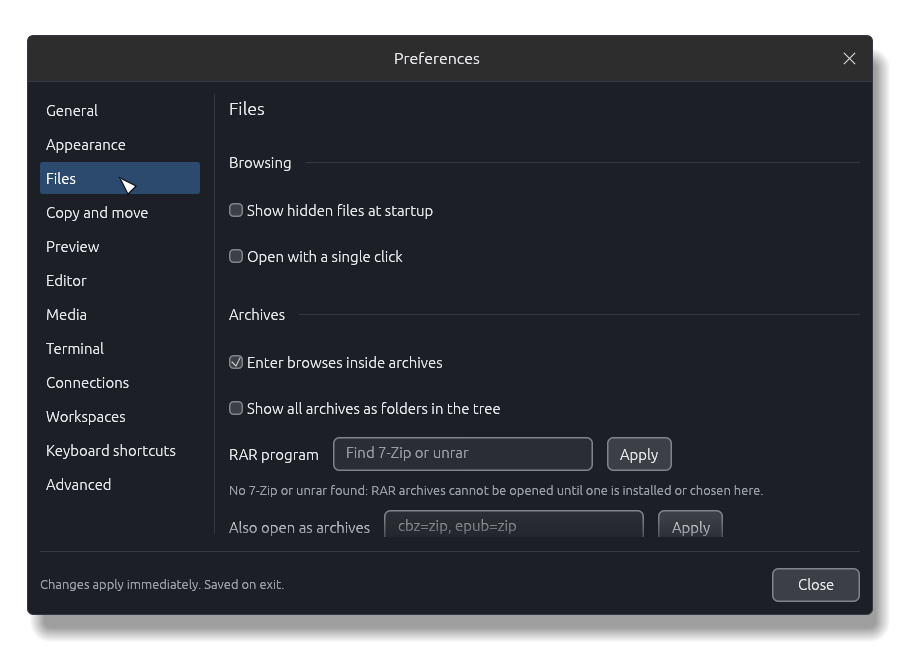 Preferences
General
Appearance
Files
Copy and move
Preview
Editor
Media
Terminal
Connections
Workspaces
Keyboard shortcuts
Advanced
Files
Browsing
Show hidden files at startup
Open with a single click
Archives
Enter browses inside archives
Show all archives as folders in the tree
RAR program Find 7-Zip or unrar Apply
No 7-Zip or unrar found: RAR archives cannot be opened until one is installed or chosen here.
Also open as archives cbz=zip, epub=zip Apply
Changes apply immediately. Saved on exit.
Close